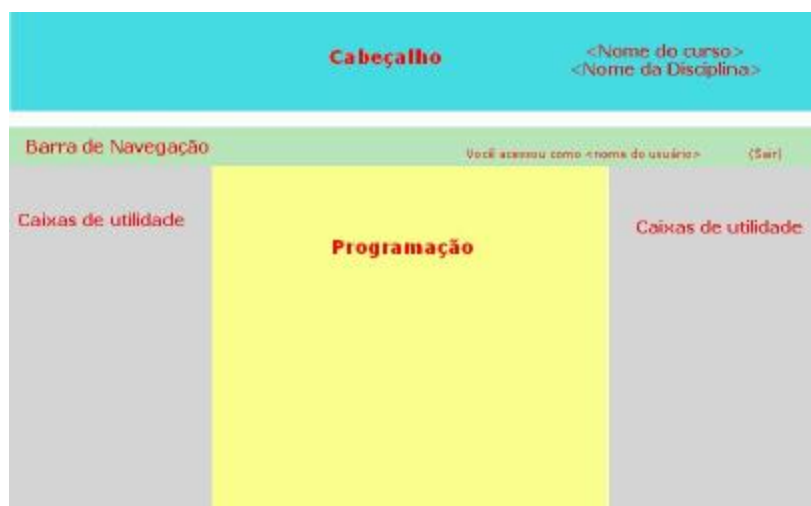 Cabeçalho
<Nome do curso>
<Nome da Disciplina>
Barra de Navegação
Você acessou como <nome do usuário> (Sair)
Caixas de utilidade
Programação
Caixas de utilidade